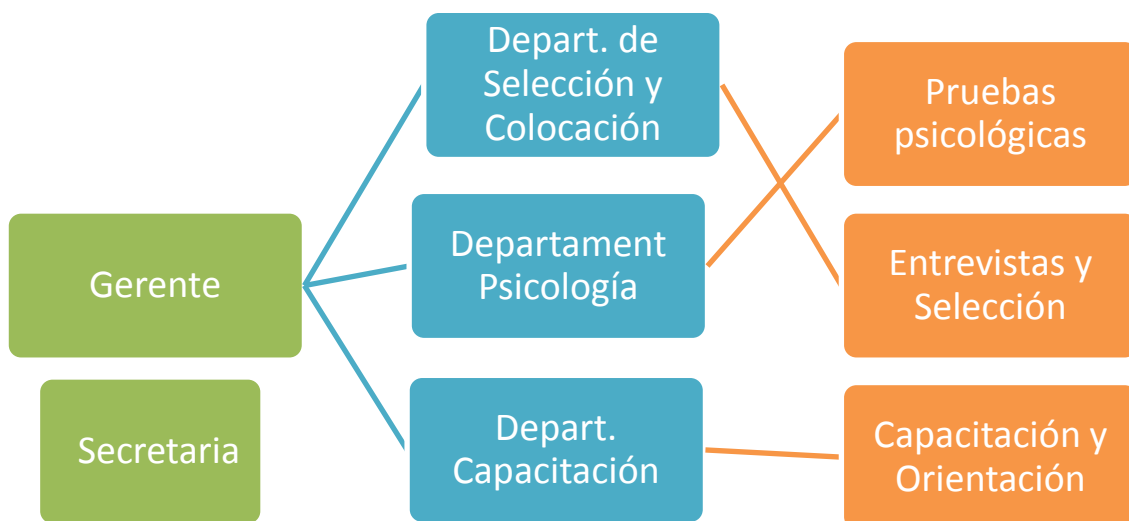 Gerente
Secretaria
Depart. de
Selección y
Colocación
Departament
Psicología
Depart.
Capacitación
Pruebas
psicológicas
Entrevistas y
Selección
Capacitación y
Orientación